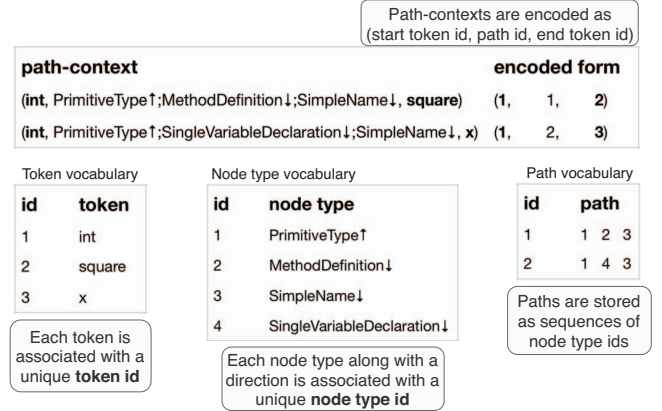 Path-contexts are encoded as
(start token id, path id, end token id)
path-context encoded form
(int, PrimitiveType↑;MethodDefinition↓;SimpleName↓, square) (1, 1, 2)
(int, PrimitiveType↑;SingleVariableDeclaration↓;SimpleName↓, x) (1, 2, 3)
Token vocabulary
id token
1 int
2 square
3 x
Each token is
associated with a
unique token id
Node type vocabulary
id node type
1 PrimitiveType↑
2 MethodDefinition↓
3 SimpleName↓
4 SingleVariableDeclaration↓
Each node type along with a
direction is associated with a
unique node type id
Path vocabulary
id path
1 1 2 3
2 1 4 3
Paths are stored
as sequences of
node type ids